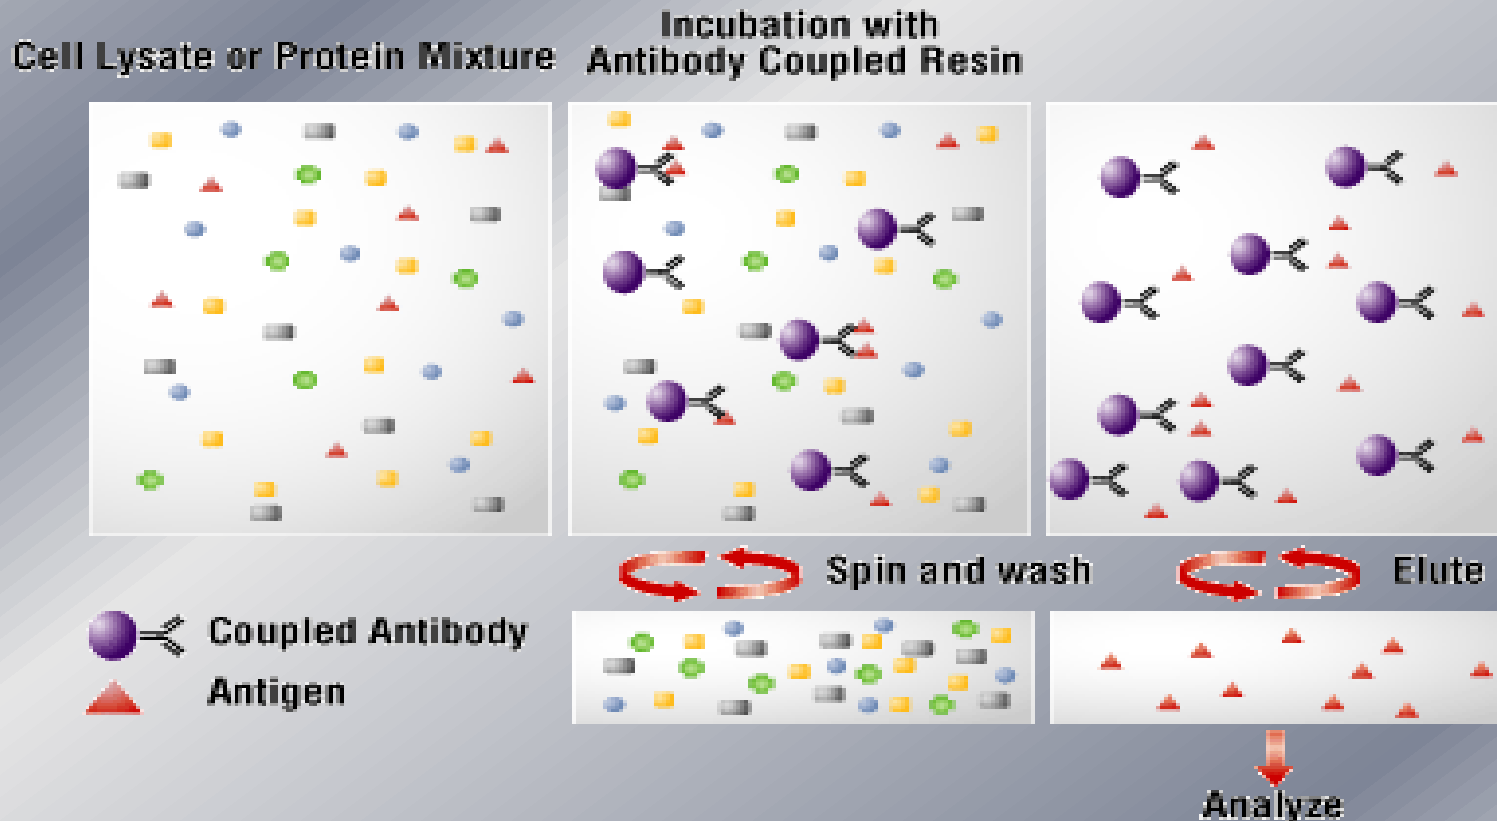 Cell Lysate or Protein Mixture
Incubation with
Antibody Coupled Resin
Spin and wash
Elute
Coupled Antibody
Antigen
Analyze